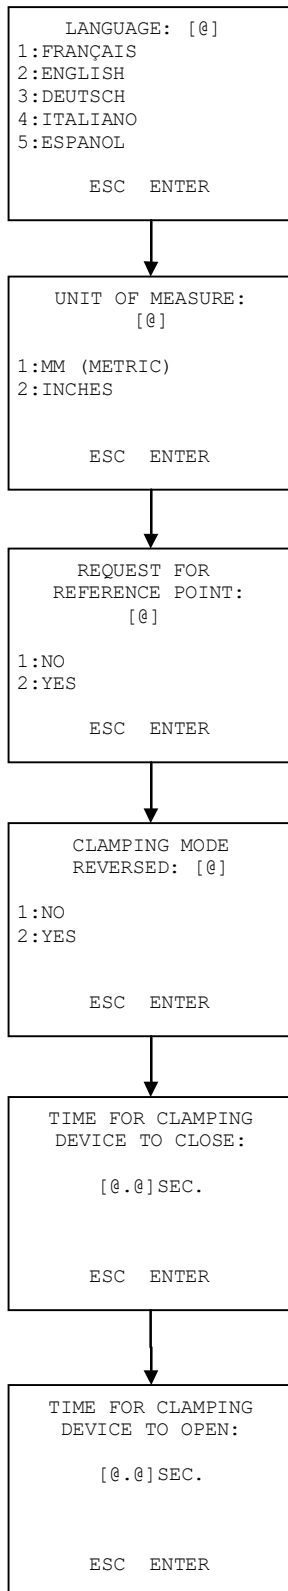 LANGUAGE: [@]
1:FRANÇAIS
2:ENGLISH
3:DEUTSCH
4:ITALIANO
5:ESPANOL
ESC ENTER
UNIT OF MEASURE:
[@]
1:MM (METRIC)
2:INCHES
ESC ENTER
REQUEST FOR
REFERENCE POINT:
[@]
1:NO
2:YES
ESC ENTER
CLAMPING MODE
REVERSED: [@]
1:NO
2:YES
ESC ENTER
TIME FOR CLAMPING
DEVICE TO CLOSE:
[@.@]SEC.
ESC ENTER
TIME FOR CLAMPING
DEVICE TO OPEN:
[@.@]SEC.
ESC ENTER